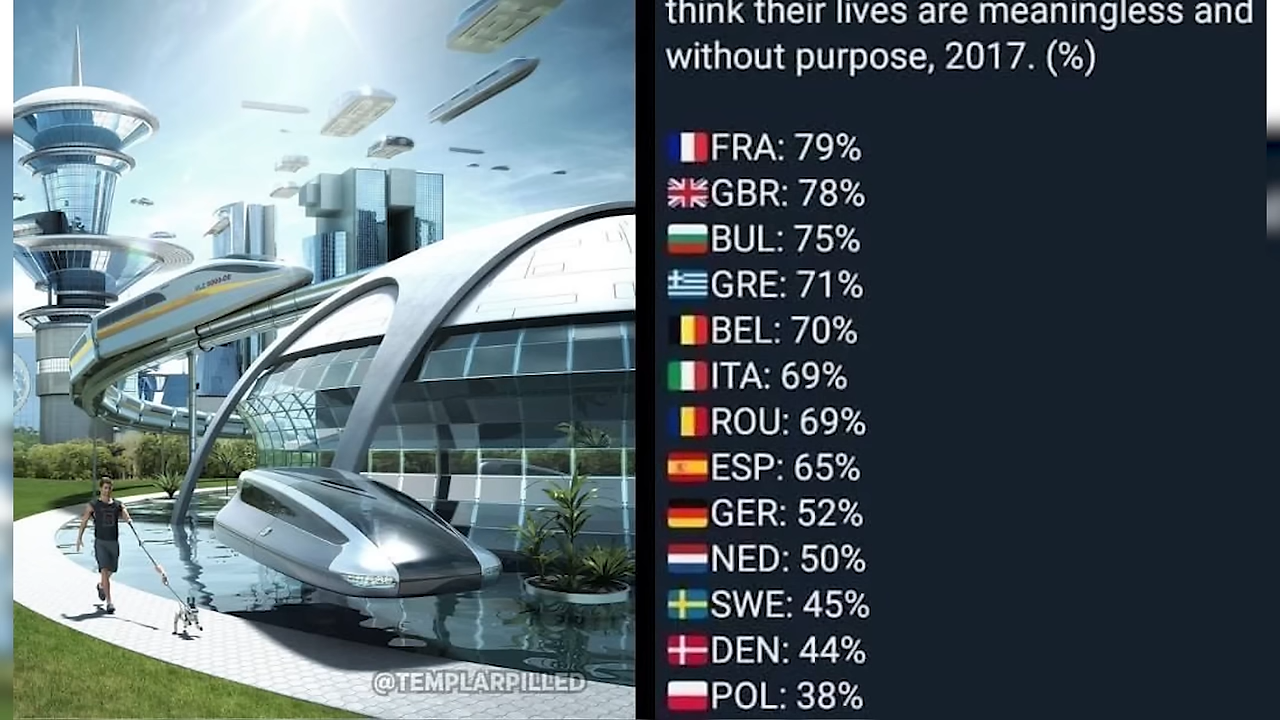 think their lives are meaningless and
without purpose, 2017. (%)
FRA: 79%
GBR: 78%
BUL: 75%
GRE: 71%
BEL: 70%
ITA: 69%
ROU: 69%
ESP: 65%
GER: 52%
NED: 50%
SWE: 45%
DEN: 44%
POL: 38%
@TEMPLARPILLED